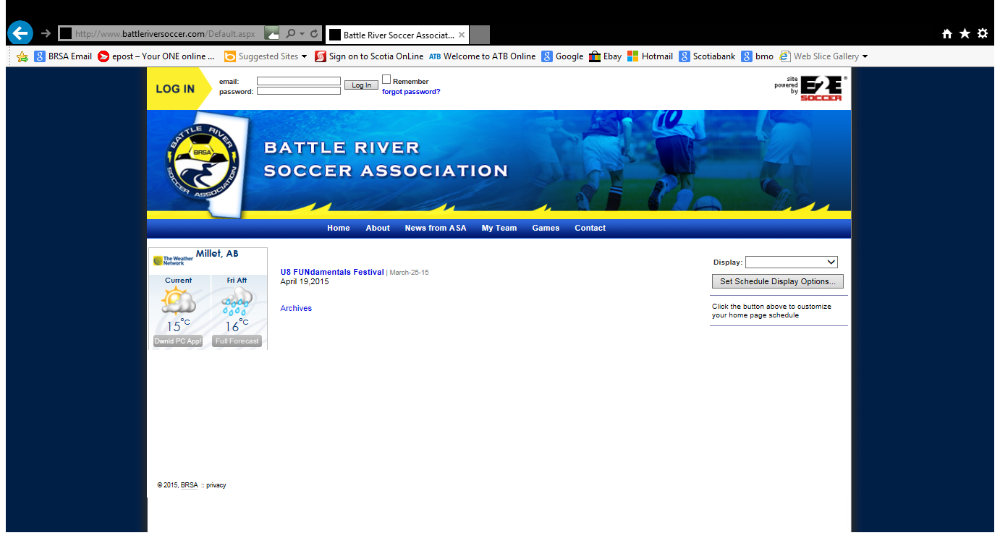 http://www.battleriversoccer.com/Default.aspx
Battle River Soccer Associat...
BRSA Email
epost – Your ONE online ...
Suggested Sites
Sign on to Scotia OnLine
ATB Welcome to ATB Online
Google
Ebay
Hotmail
Scotiabank
bmo
Web Slice Gallery
LOG IN
email:
password:
Log In
Remember
forgot password?
site
powered
by
E2E
SOCCER
®
BATTLE RIVER
SOCCER ASSOCIATION
BRSA
BATTLE RIVER
SOCCER ASSOCIATION
10
Home About News from ASA My Team Games Contact
The Weather
Network
Millet, AB
Current
Fri Aft
15°C
16°C
Dwnld PC App!
Full Forecast
U8 FUNdamentals Festival | March-25-15
April 19,2015
Archives
Display:
Set Schedule Display Options...
Click the button above to customize
your home page schedule
© 2015, BRSA :: privacy